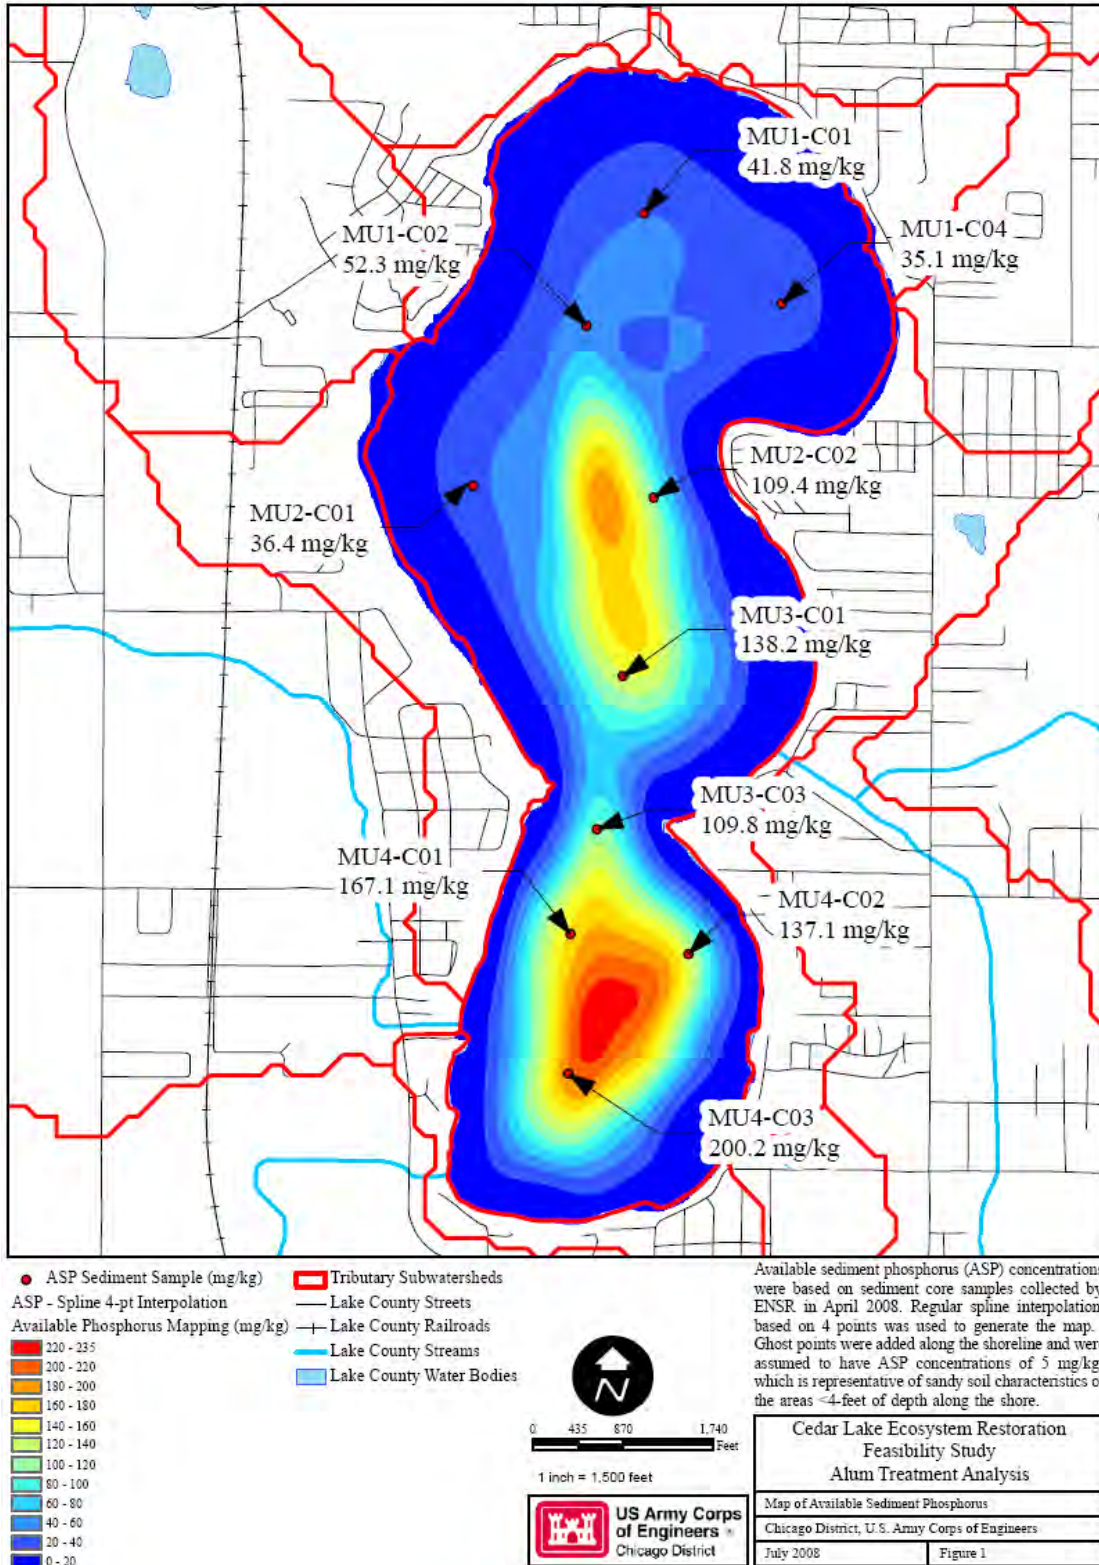 MU1-C01
41.8 mg/kg
MU1-C02
52.3 mg/kg
MU1-C04
35.1 mg/kg
MU2-C02
109.4 mg/kg
MU2-C01
36.4 mg/kg
MU3-C01
138.2 mg/kg
MU3-C03
109.8 mg/kg
MU4-C01
167.1 mg/kg
MU4-C02
137.1 mg/kg
MU4-C03
200.2 mg/kg
ASP Sediment Sample (mg/kg)
ASP - Spline 4-pt Interpolation
Available Phosphorus Mapping (mg/kg)
220 - 235
200 - 220
180 - 200
160 - 180
140 - 160
120 - 140
100 - 120
80 - 100
60 - 80
40 - 60
20 - 40
0 - 20
Tributary Subwatersheds
Lake County Streets
Lake County Railroads
Lake County Streams
Lake County Water Bodies
N
0 435 870 1,740
Feet
1 inch = 1,500 feet
US Army Corps
of Engineers ®
Chicago District
Available sediment phosphorus (ASP) concentrations
were based on sediment core samples collected by
ENSR in April 2008. Regular spline interpolation
based on 4 points was used to generate the map.
Ghost points were added along the shoreline and were
assumed to have ASP concentrations of 5 mg/kg
which is representative of sandy soil characteristics o
the areas <4-feet of depth along the shore.
Cedar Lake Ecosystem Restoration
Feasibility Study
Alum Treatment Analysis
Map of Available Sediment Phosphorus
Chicago District, U.S. Army Corps of Engineers
July 2008
Figure 1